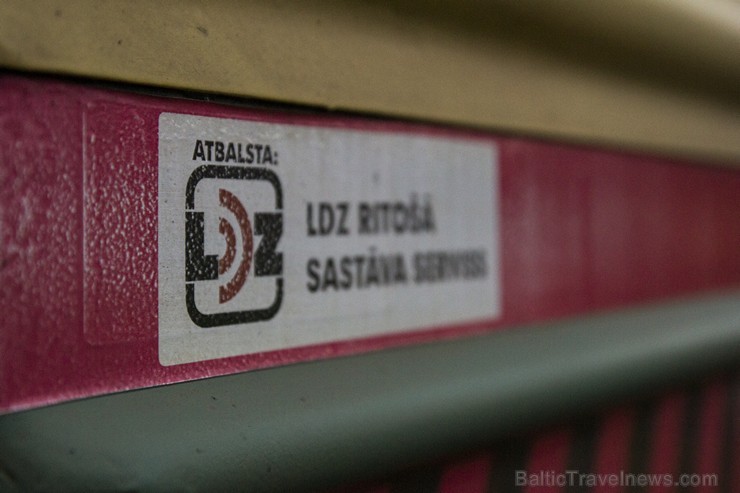 ATBALSTA:
LDZ
LDZ RITOŠĀ
SASTĀVA SERVISS
BalticTravelnews.com